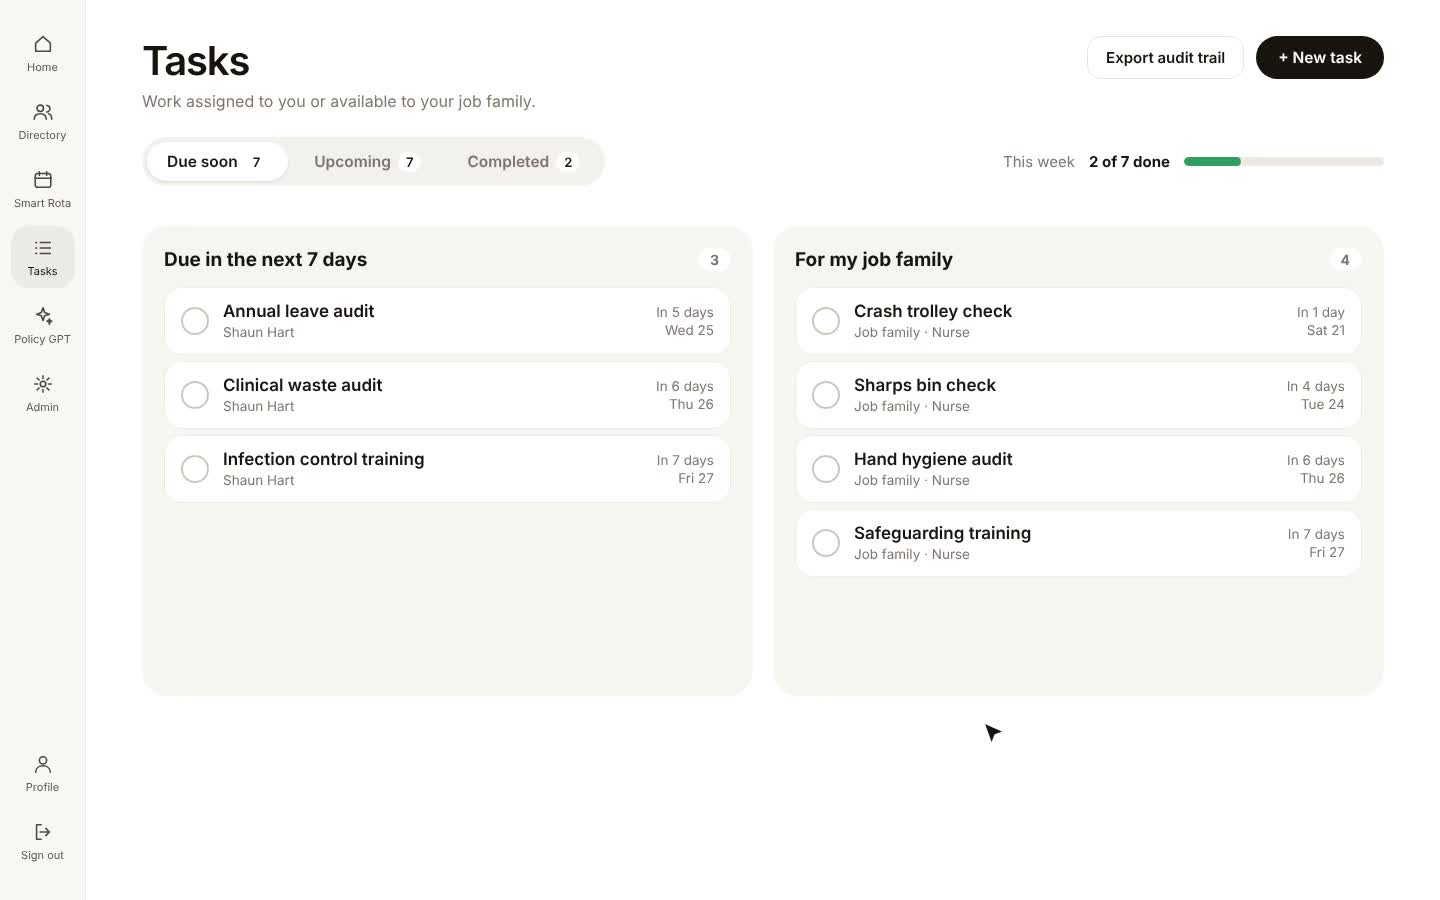 Home
Directory
Smart Rota
Tasks
Policy GPT
Admin
Profile
Sign out
Tasks
Work assigned to you or available to your job family.
Export audit trail
+ New task
Due soon 7
Upcoming 7
Completed 2
This week 2 of 7 done
Due in the next 7 days 3
Annual leave audit
Shaun Hart
In 5 days
Wed 25
Clinical waste audit
Shaun Hart
In 6 days
Thu 26
Infection control training
Shaun Hart
In 7 days
Fri 27
For my job family 4
Crash trolley check
Job family · Nurse
In 1 day
Sat 21
Sharps bin check
Job family · Nurse
In 4 days
Tue 24
Hand hygiene audit
Job family · Nurse
In 6 days
Thu 26
Safeguarding training
Job family · Nurse
In 7 days
Fri 27